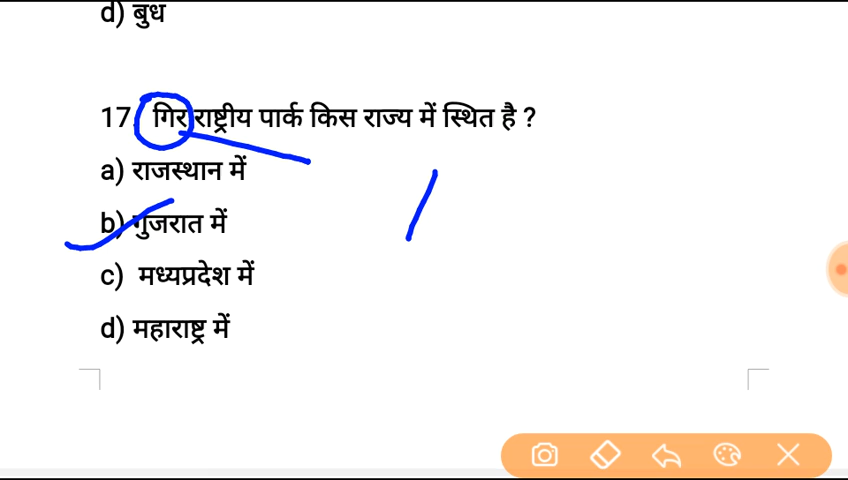 d) बुध
17 गिर राष्ट्रीय पार्क किस राज्य में स्थित है ?
a) राजस्थान में
b) गुजरात में
c) मध्यप्रदेश में
d) महाराष्ट्र में